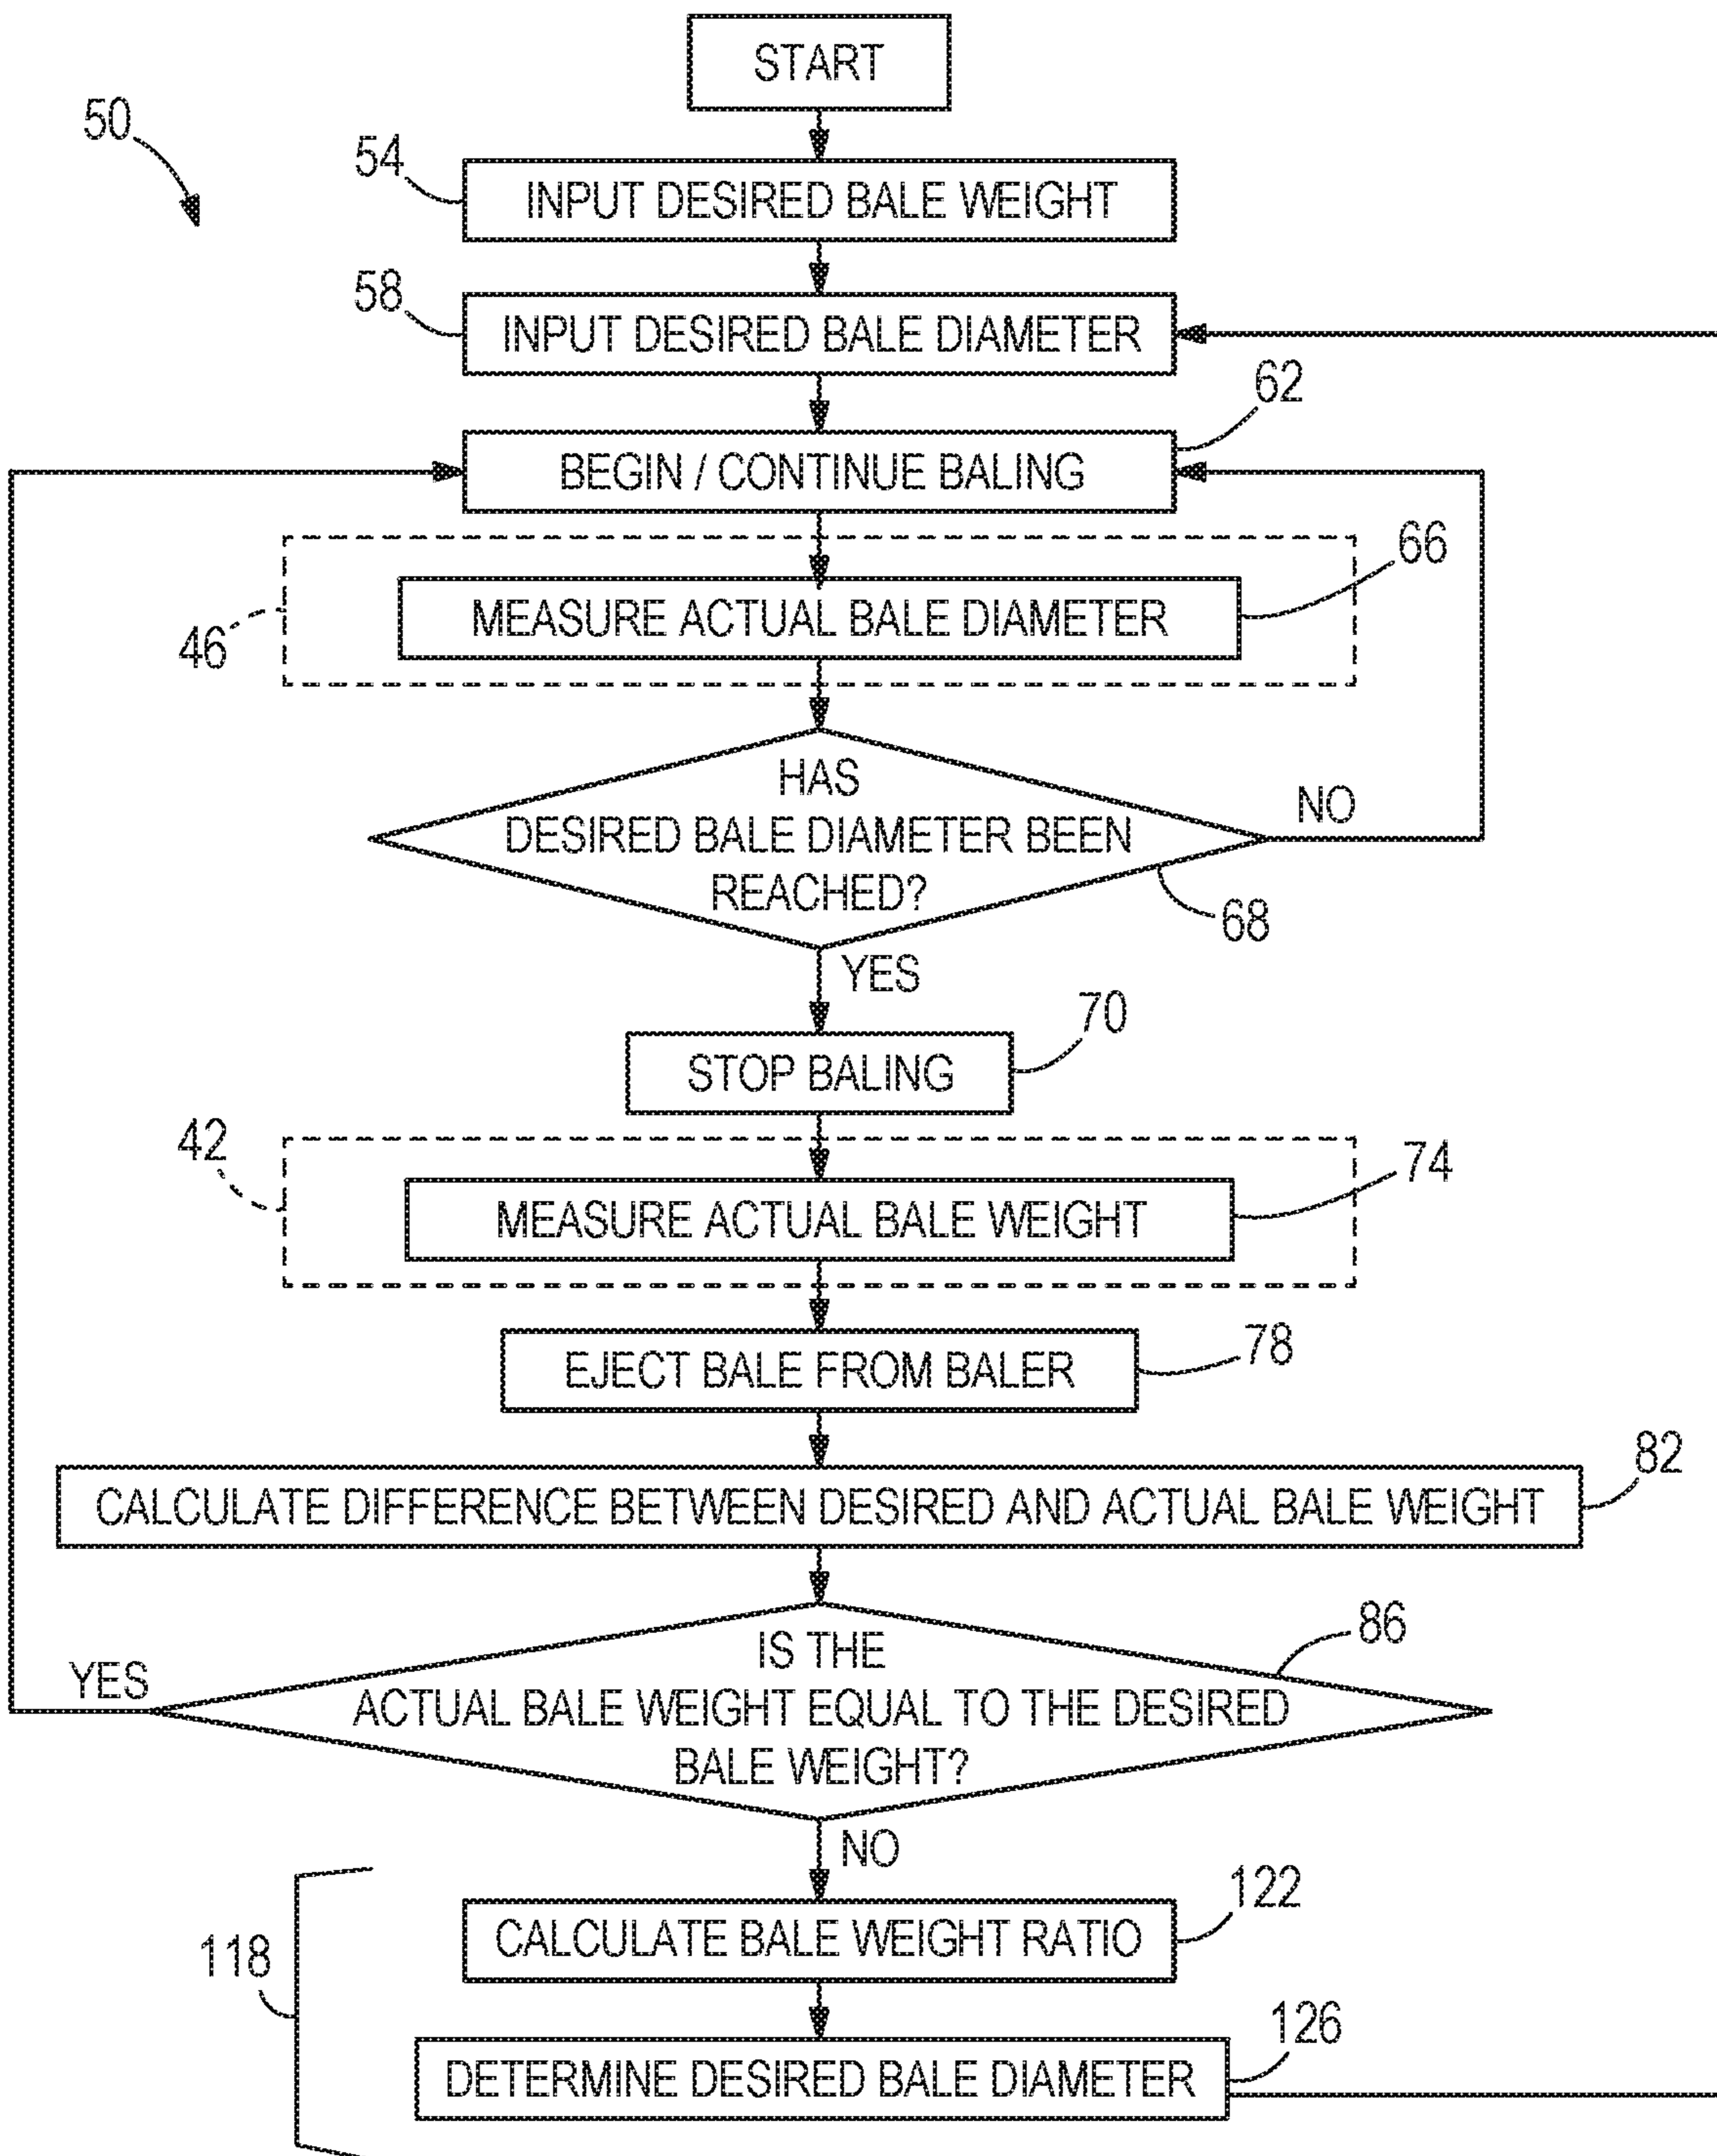 START
50
54
INPUT DESIRED BALE WEIGHT
58
INPUT DESIRED BALE DIAMETER
62
BEGIN / CONTINUE BALING
66
MEASURE ACTUAL BALE DIAMETER
46
HAS
DESIRED BALE DIAMETER BEEN
REACHED?
NO
68
YES
70
STOP BALING
42
74
MEASURE ACTUAL BALE WEIGHT
78
EJECT BALE FROM BALER
82
CALCULATE DIFFERENCE BETWEEN DESIRED AND ACTUAL BALE WEIGHT
86
IS THE
ACTUAL BALE WEIGHT EQUAL TO THE DESIRED
BALE WEIGHT?
YES
NO
122
CALCULATE BALE WEIGHT RATIO
118
126
DETERMINE DESIRED BALE DIAMETER